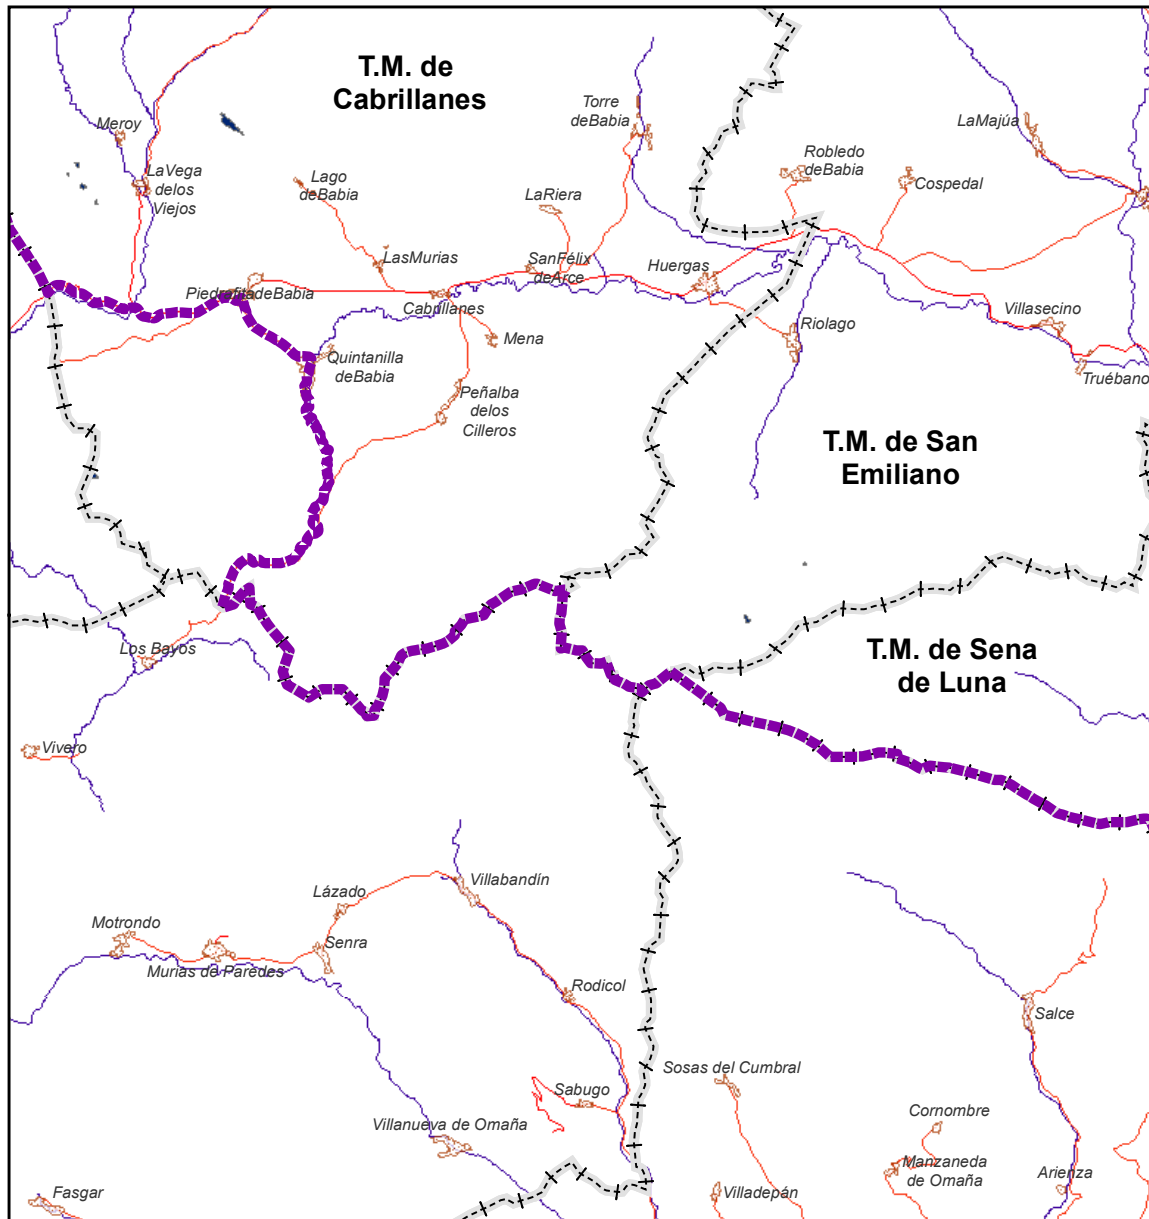 T.M. de
Cabrillanes
Torre
deBabia
LaMajúa
Meroy
Robledo
deBabia
LaVega
delos
Viejos
Lago
deBabia
Cospedal
LaRiera
LasMurias
SanFélix
deArce
Huergas
PiedrafitadeBabia
Cabrillanes
Villasecino
Riolago
Mena
Quintanilla
deBabia
Truébano
Peñalba
delos
Cilleros
T.M. de San
Emiliano
Los Bayos
T.M. de Sena
de Luna
Vivero
Villabandín
Lázado
Motrondo
Senra
Murias de Paredes
Rodicol
Salce
Sosas del Cumbral
Sabugo
Cornombre
Villanueva de Omaña
Manzaneda
de Omaña
Arienza
Fasgar
Villadepán